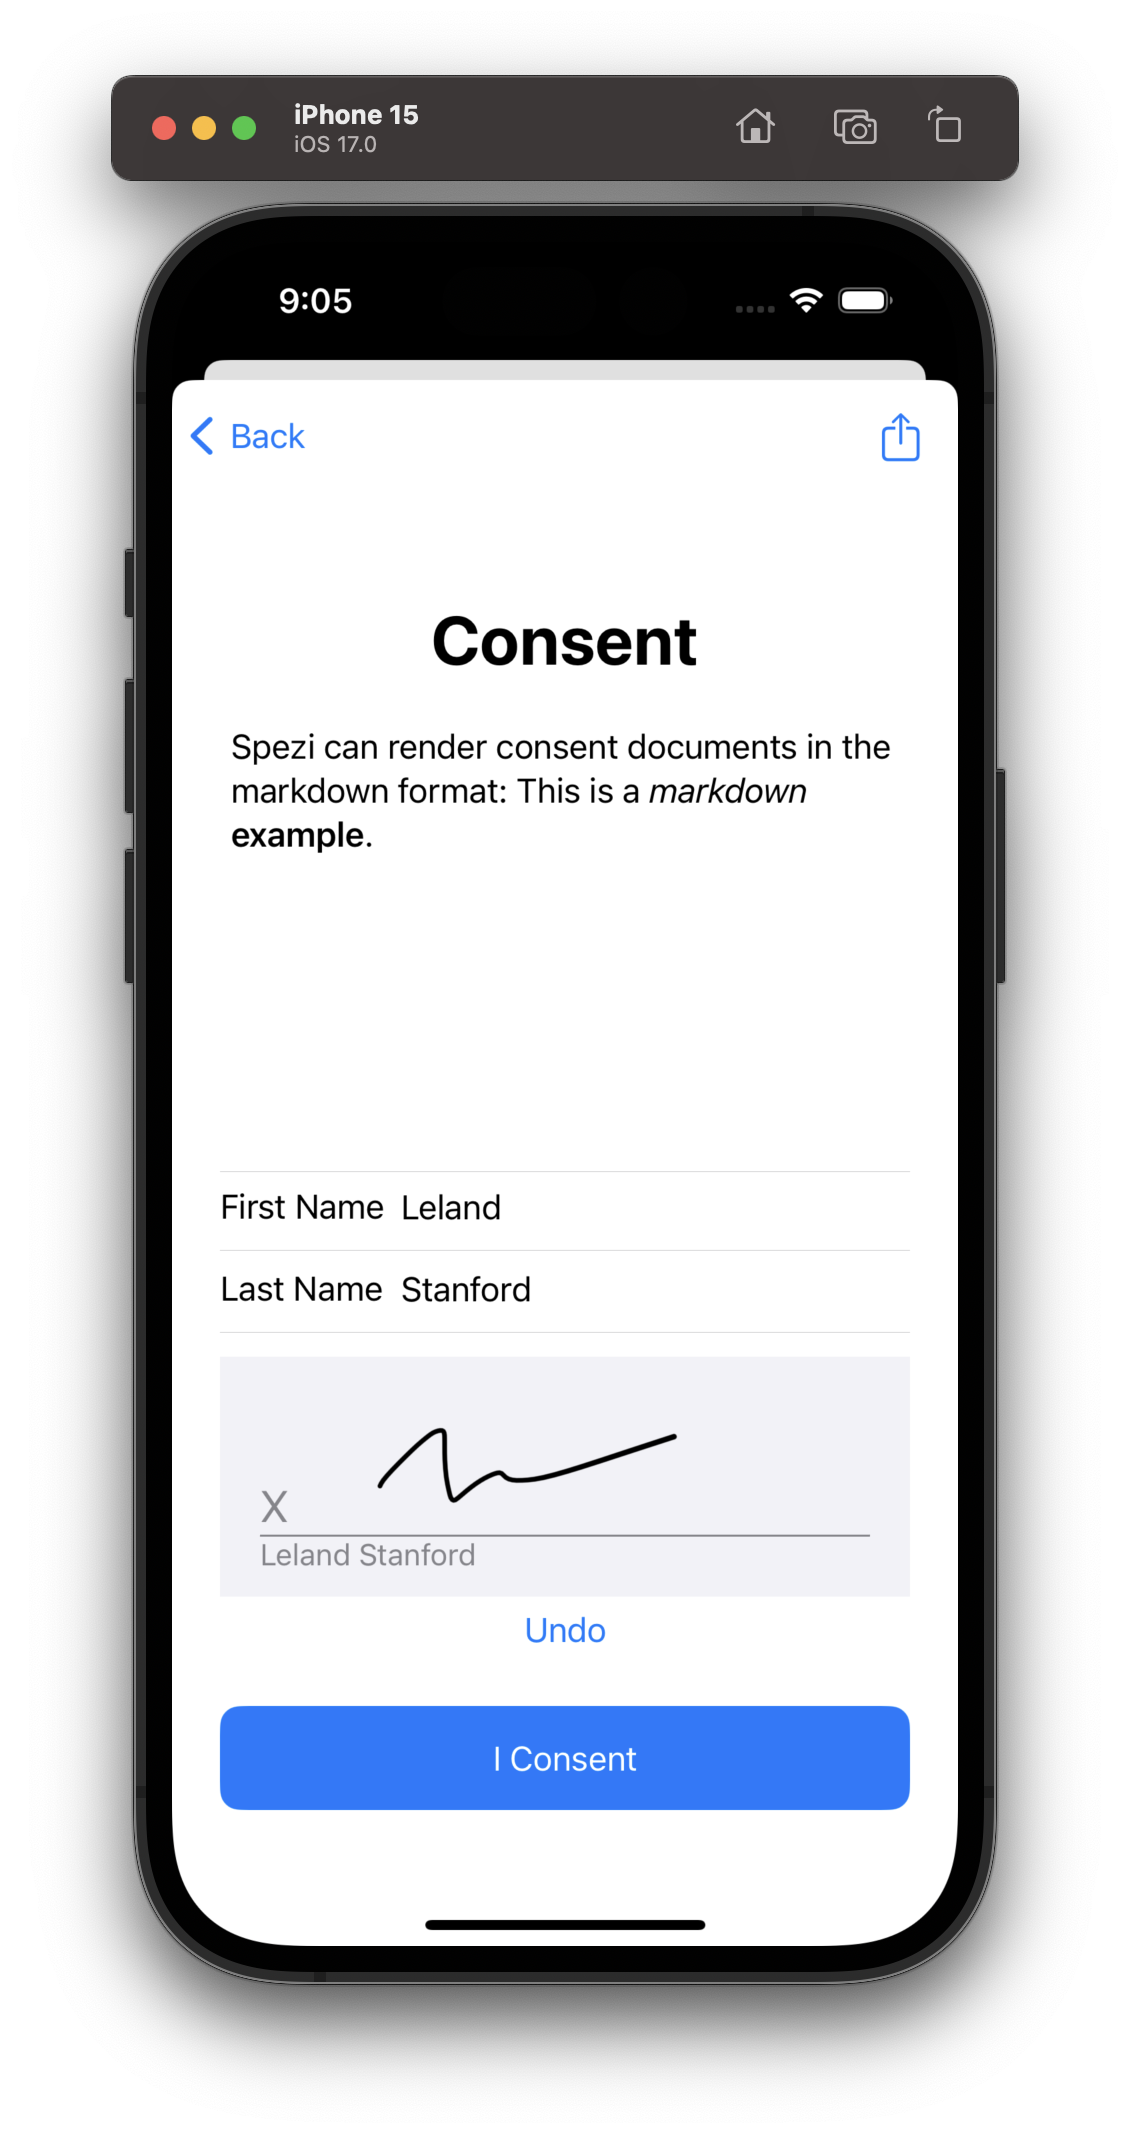 iPhone 15
iOS 17.0
9:05
Back
Consent
Spezi can render consent documents in the
markdown format: This is a markdown
example.
First Name Leland
Last Name Stanford
X
Leland Stanford
Undo
I Consent